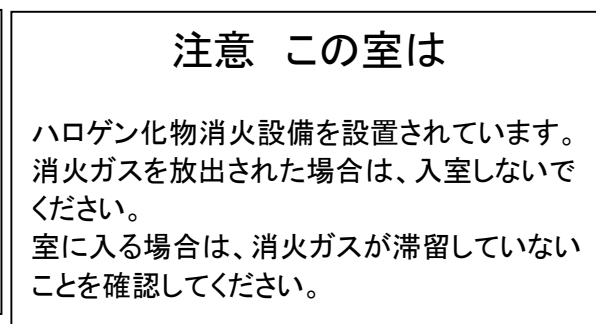 注意 この室は
ハロゲン化物消火設備を設置されています。
消火ガスを放出された場合は、入室しないで
ください。
室に入る場合は、消火ガスが滞留していない
ことを確認してください。